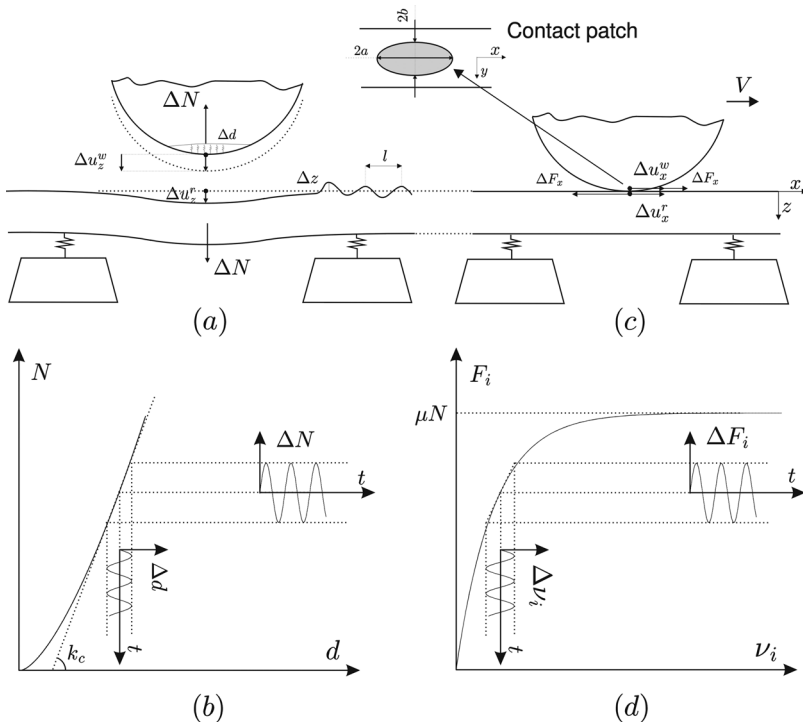 Contact patch
2b
2a
x
y
V
ΔN
Δd
Δu_z^w
Δz
l
Δu_z^r
ΔN
ΔF_x
Δu_x^w
ΔF_x
Δu_x^r
x
z
(a)
(c)
N
ΔN
t
Δd
t
k_c
d
(b)
F_i
μN
ΔF_i
t
Δν_i
t
ν_i
(d)